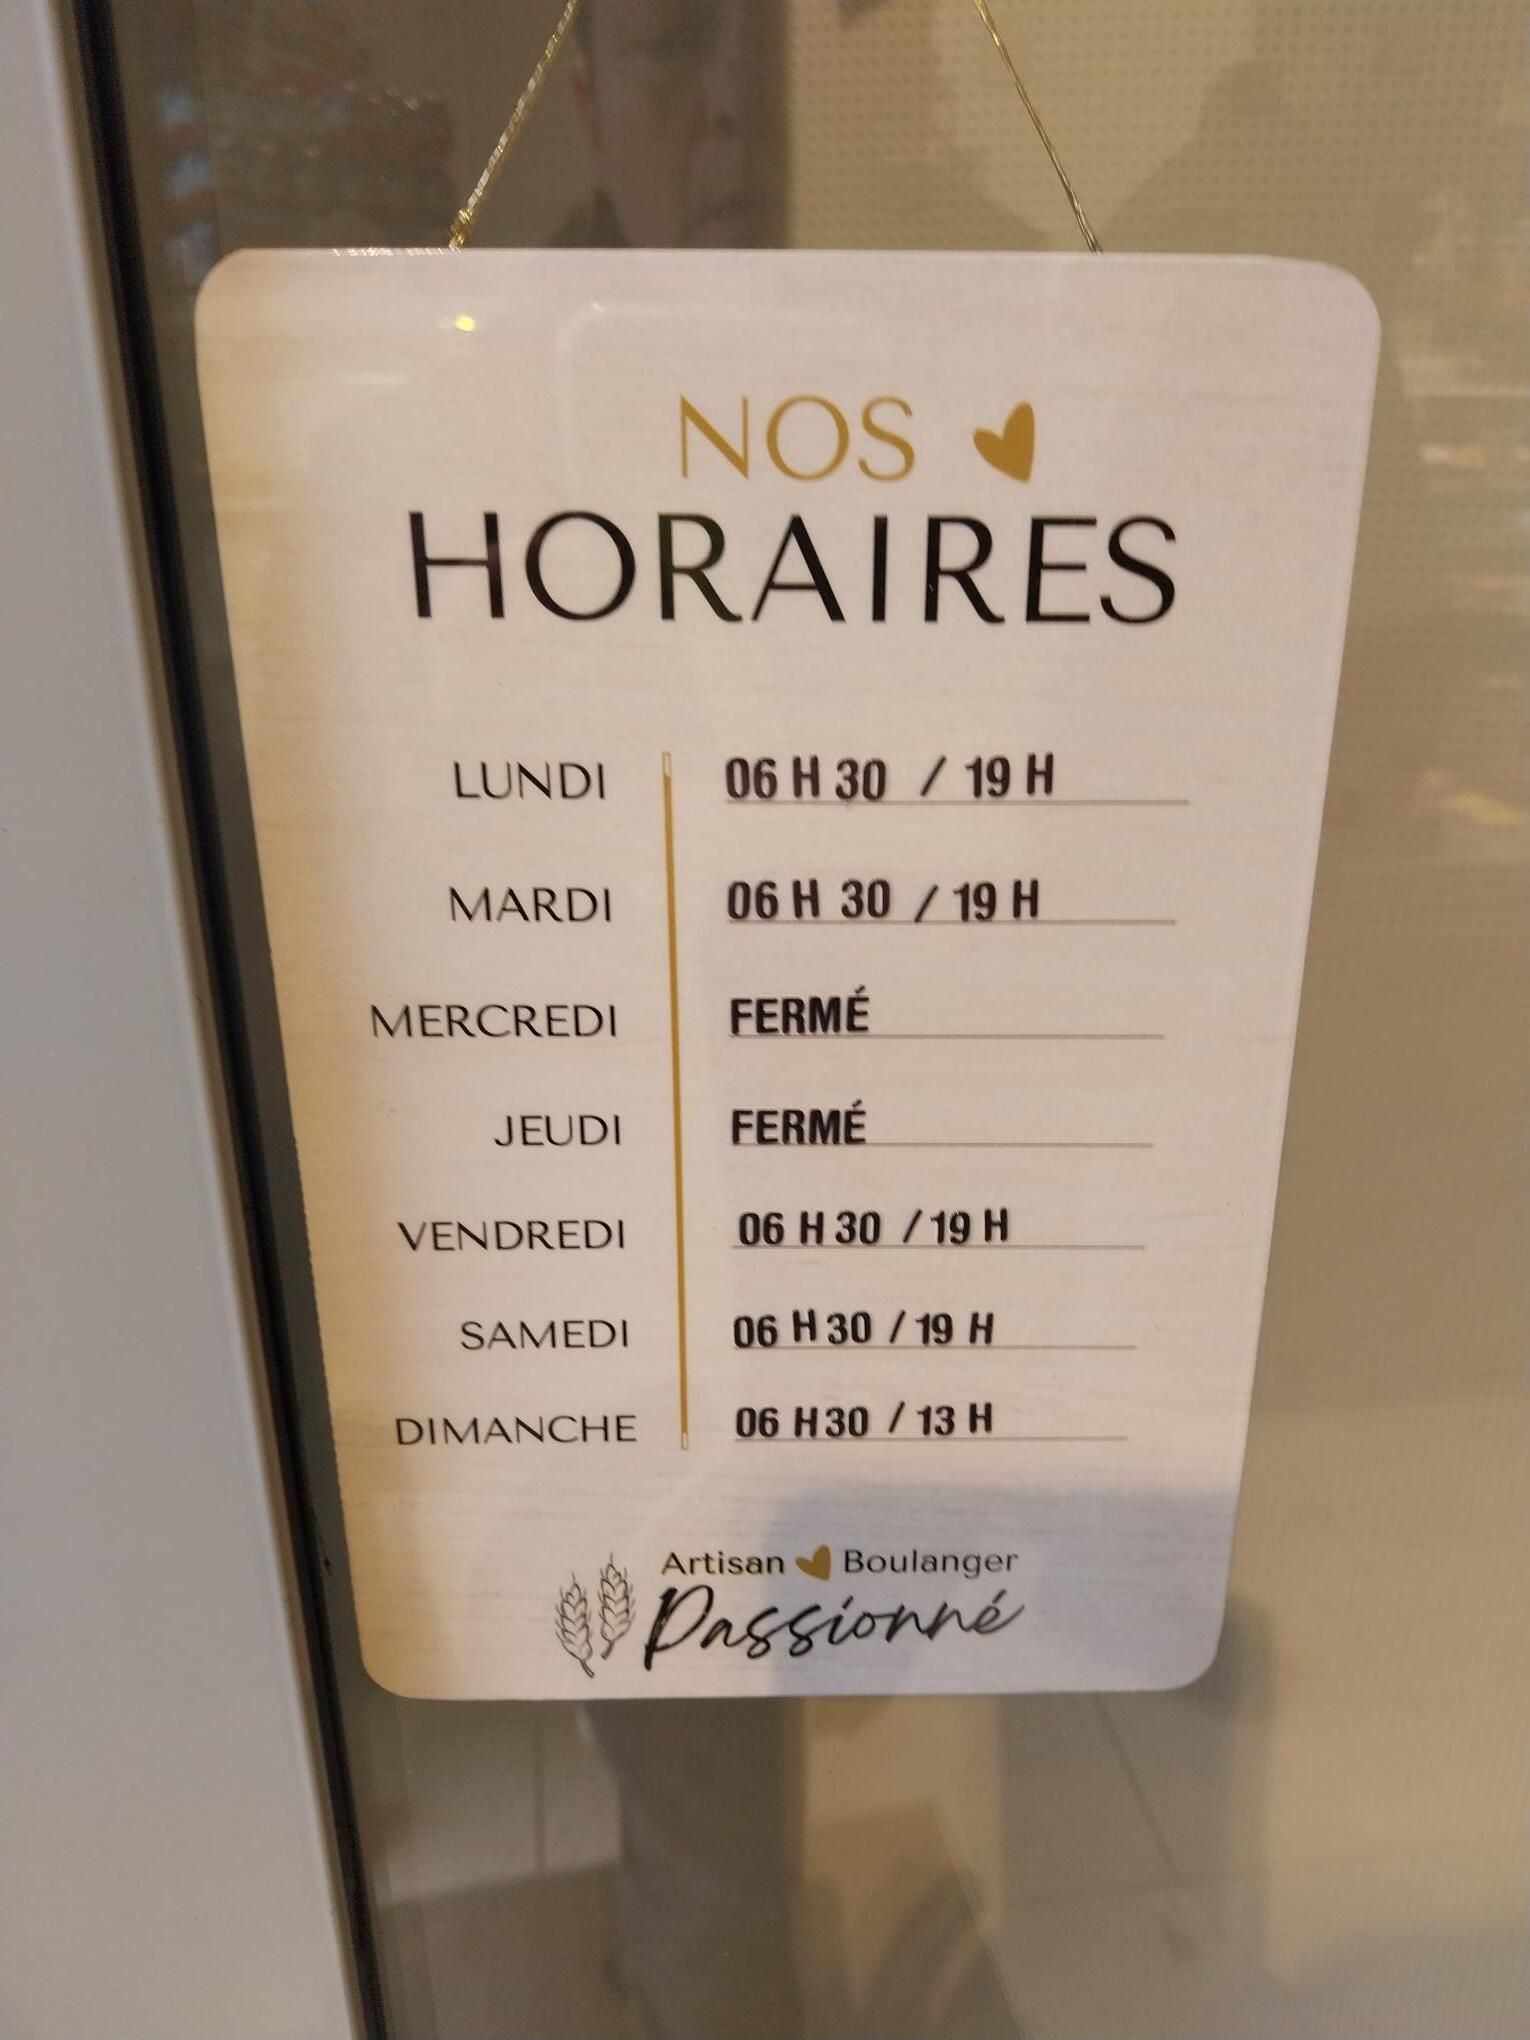 NOS
HORAIRES
LUNDI 06 H 30 / 19 H
MARDI 06 H 30 / 19 H
MERCREDI FERMÉ
JEUDI FERMÉ
VENDREDI 06 H 30 / 19 H
SAMEDI 06 H 30 / 19 H
DIMANCHE 06 H 30 / 13 H
Artisan Boulanger
Passionné